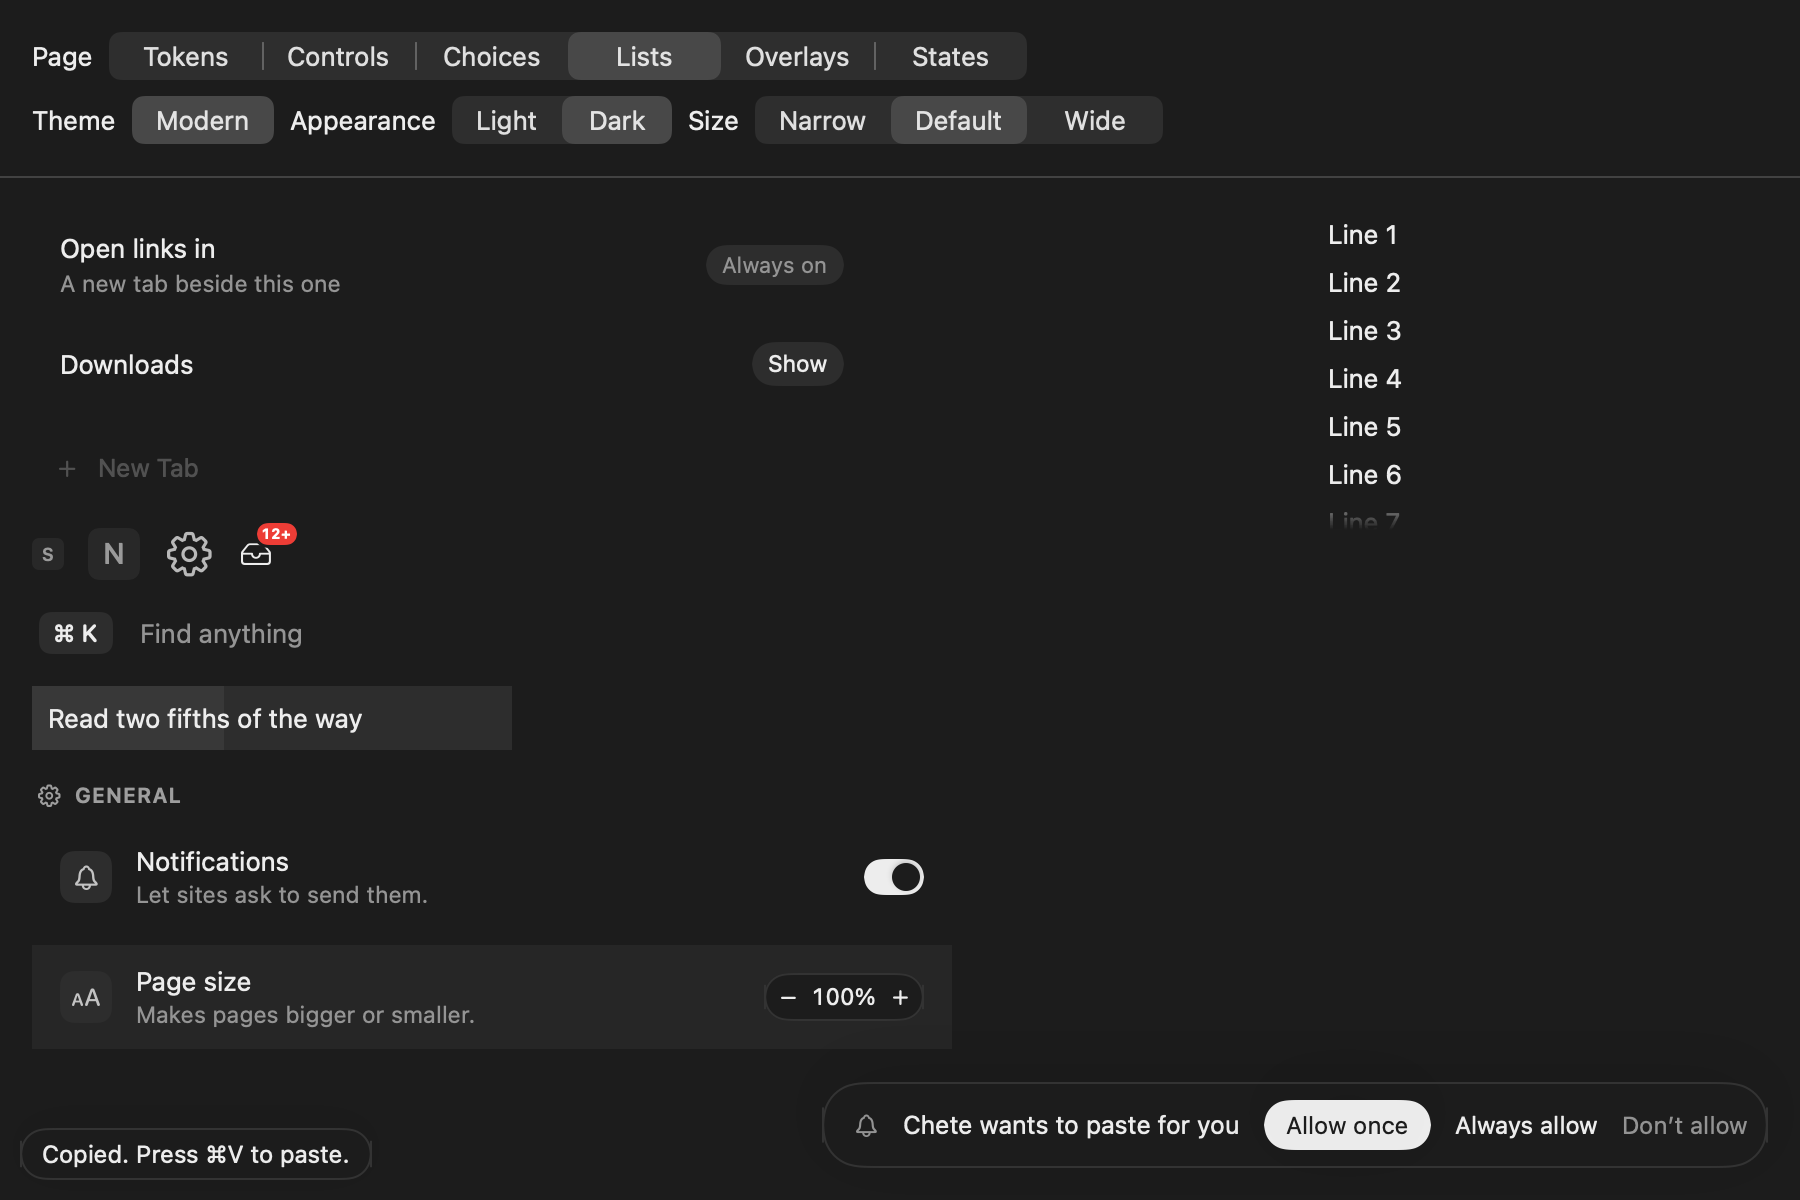 Page Tokens Controls Choices Lists Overlays States
Theme Modern Appearance Light Dark Size Narrow Default Wide
Open links in
A new tab beside this one
Always on
Downloads
Show
+ New Tab
S N 12+
⌘ K Find anything
Read two fifths of the way
GENERAL
Notifications
Let sites ask to send them.
AA
Page size
Makes pages bigger or smaller.
− 100% +
Line 1
Line 2
Line 3
Line 4
Line 5
Line 6
Line 7
Chete wants to paste for you Allow once Always allow Don’t allow
Copied. Press ⌘V to paste.